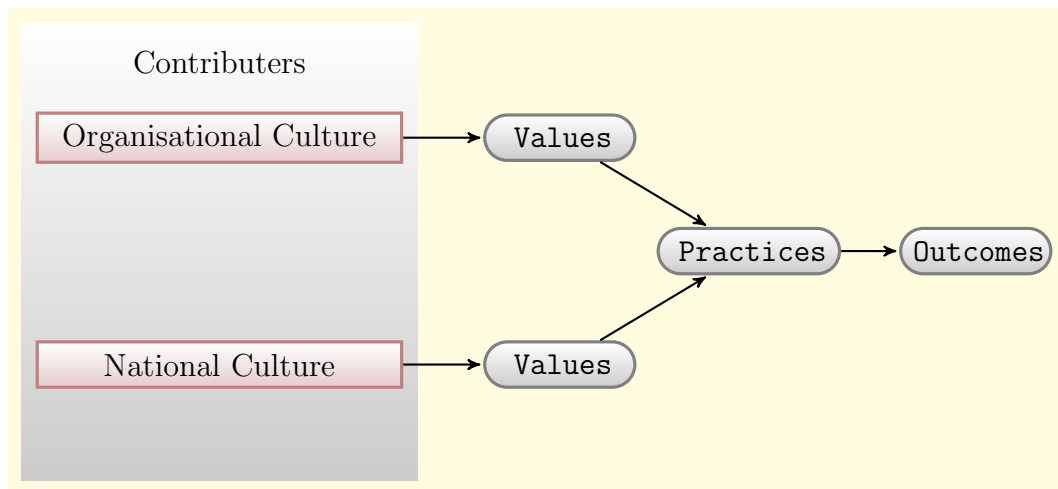 Contributers
Organisational Culture
Values
Practices
Outcomes
National Culture
Values